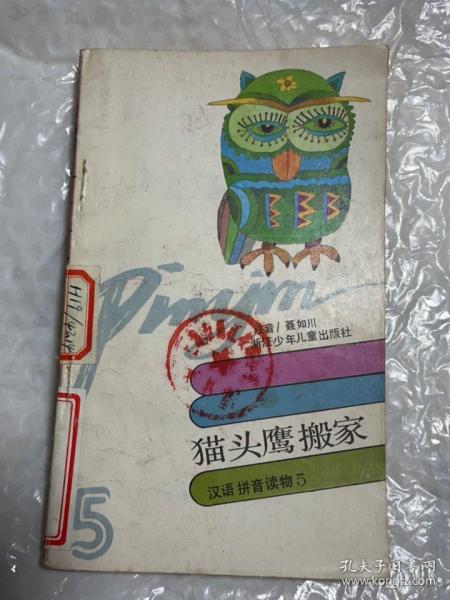 Pinyin
注音/聂如川
浙江少年儿童出版社
猫头鹰搬家
汉语拼音读物5
5
孔夫子旧书网
www.kongfz.com